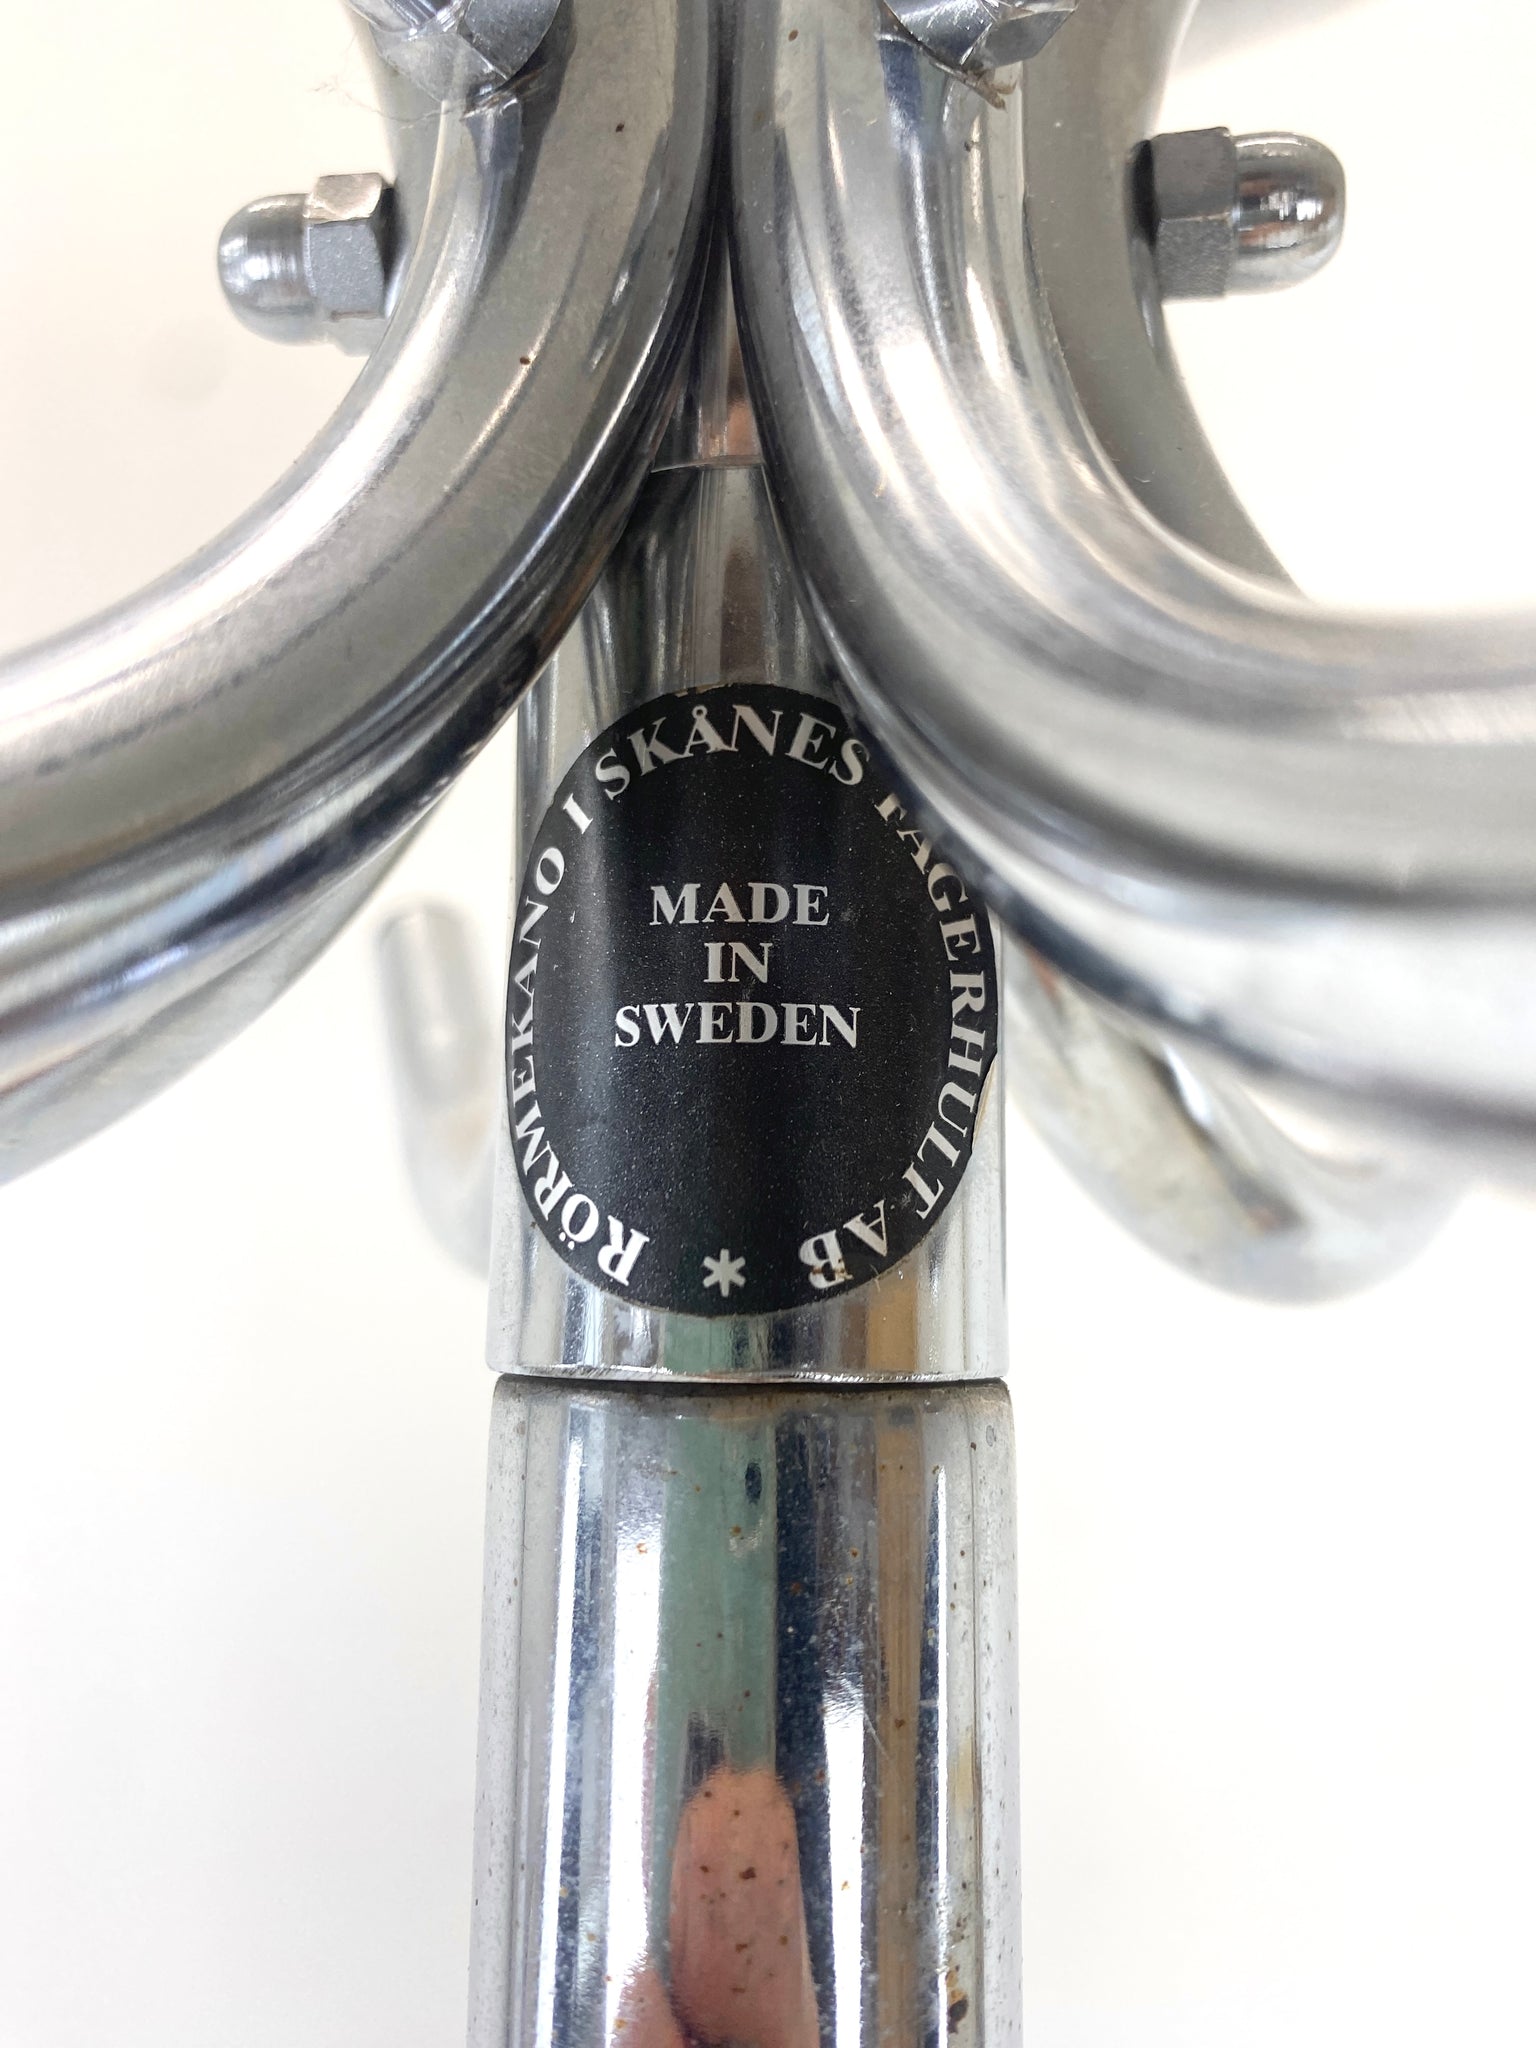 RÖRMEKANO I SKÅNES FAGERHULT AB *
MADE
IN
SWEDEN